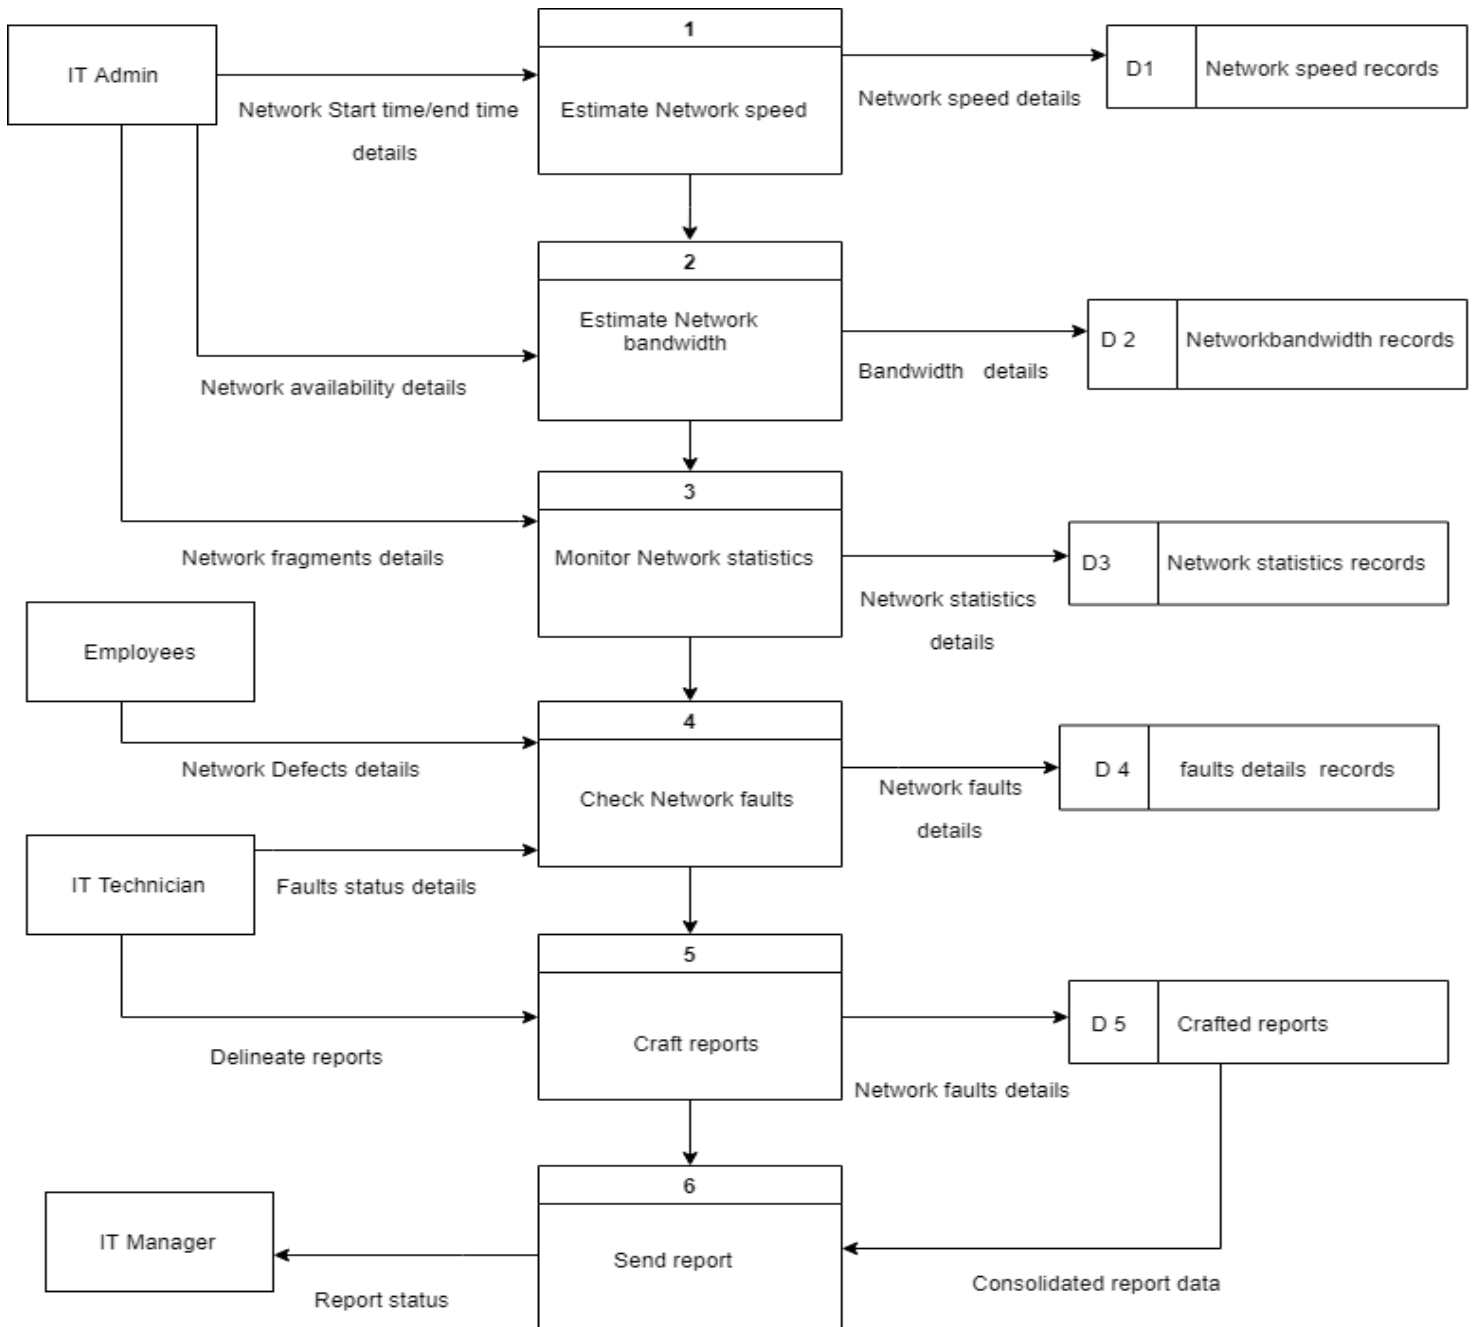 1
IT Admin
Network Start time/end time
details
Estimate Network speed
Network speed details
D1
Network speed records
2
Estimate Network
bandwidth
Network availability details
Bandwidth details
D 2
Networkbandwidth records
3
Network fragments details
Monitor Network statistics
Network statistics
details
D3
Network statistics records
Employees
4
Network Defects details
Check Network faults
Network faults
details
D 4
faults details records
IT Technician
Faults status details
5
Delineate reports
Craft reports
Network faults details
D 5
Crafted reports
6
IT Manager
Send report
Report status
Consolidated report data